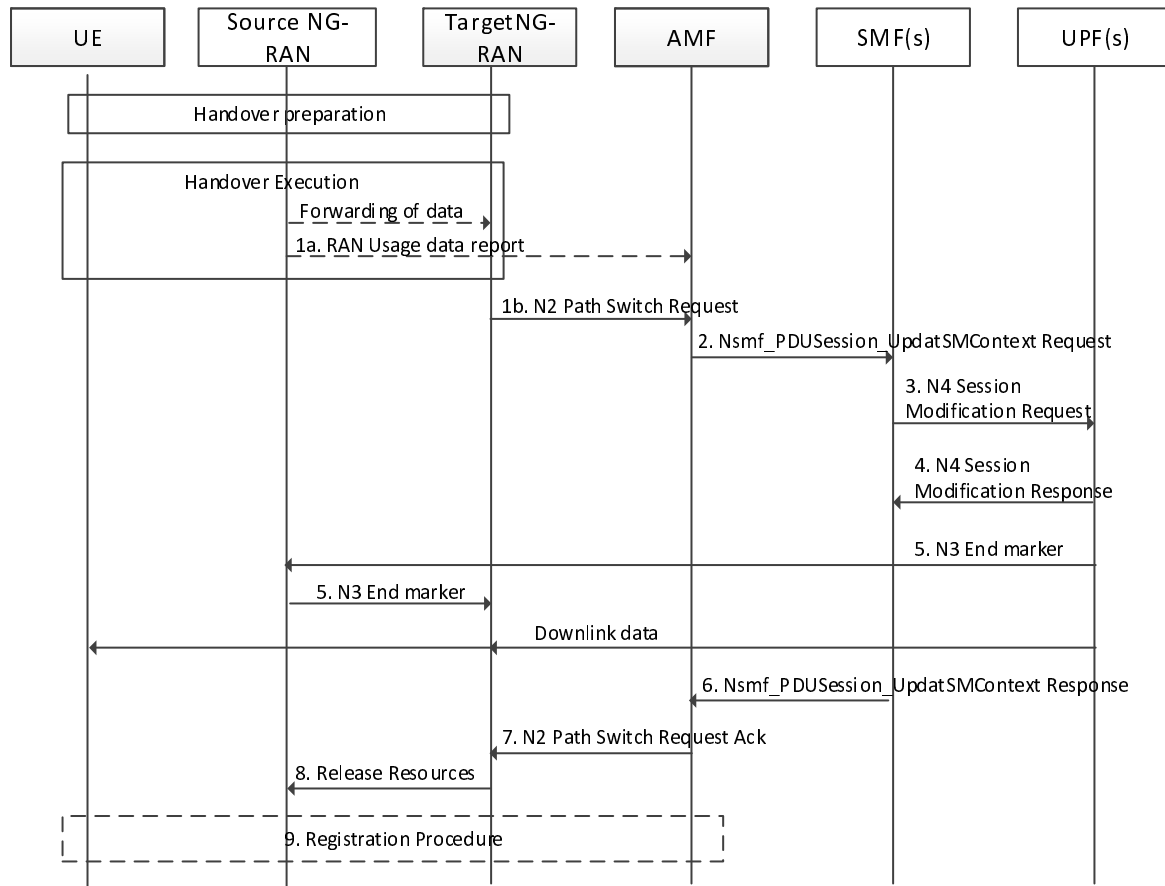 UE
Source NG-
RAN
TargetNG-
RAN
AMF
SMF(s)
UPF(s)
Handover preparation
Handover Execution
Forwarding of data
1a. RAN Usage data report
1b. N2 Path Switch Request
2. Nsmf_PDUSession_UpdatSMContext Request
3. N4 Session
Modification Request
4. N4 Session
Modification Response
5. N3 End marker
5. N3 End marker
Downlink data
6. Nsmf_PDUSession_UpdatSMContext Response
7. N2 Path Switch Request Ack
8. Release Resources
9. Registration Procedure